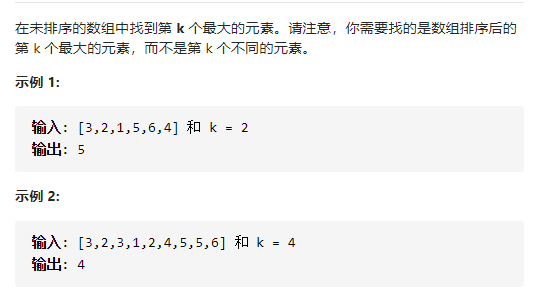 在未排序的数组中找到第 k 个最大的元素。请注意，你需要找的是数组排序后的
第 k 个最大的元素，而不是第 k 个不同的元素。
示例 1:
输入: [3,2,1,5,6,4] 和 k = 2
输出: 5
示例 2:
输入: [3,2,3,1,2,4,5,5,6] 和 k = 4
输出: 4